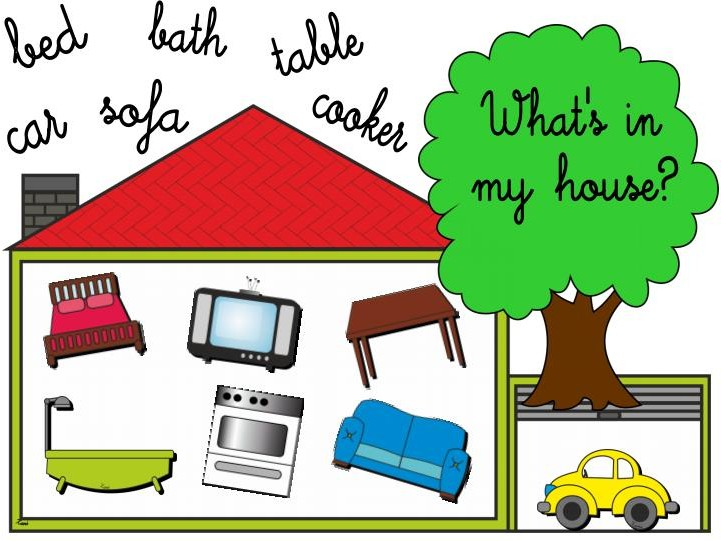 bed bath table
car sofa cooker
What's in
my house?